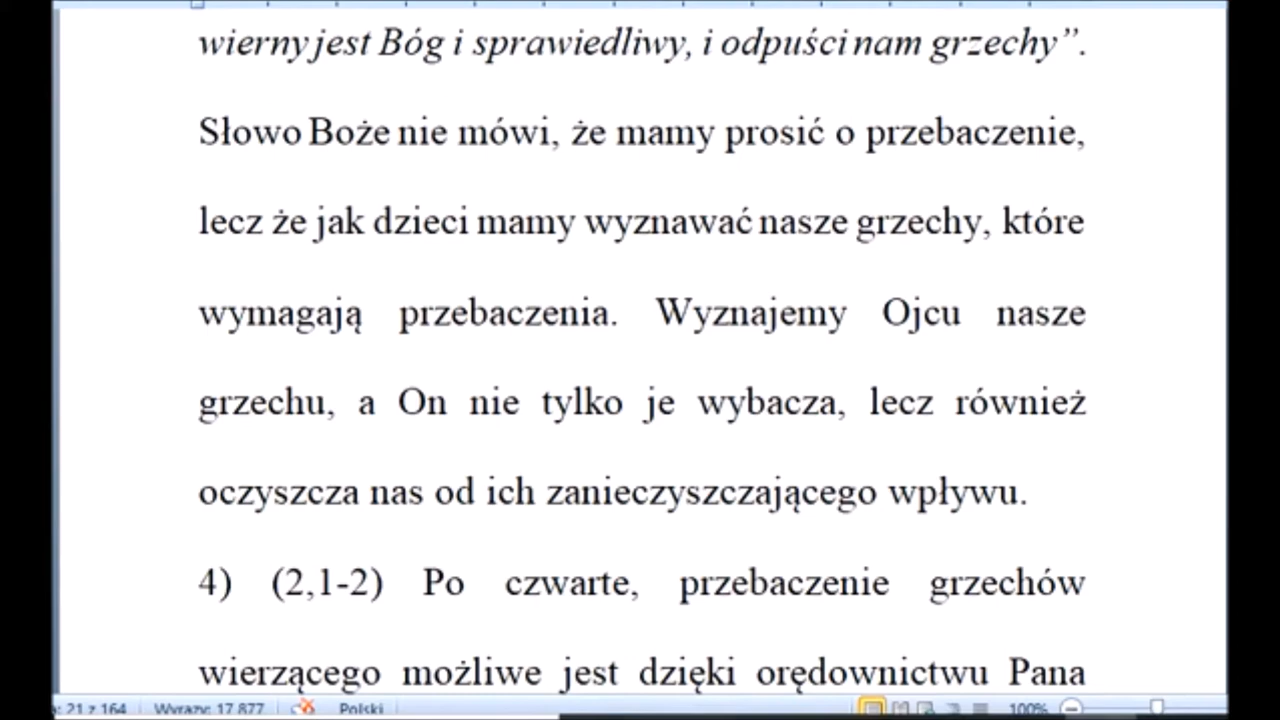 wierny jest Bóg i sprawiedliwy, i odpuści nam grzechy”.
Słowo Boże nie mówi, że mamy prosić o przebaczenie,
lecz że jak dzieci mamy wyznawać nasze grzechy, które
wymagają przebaczenia. Wyznajemy Ojcu nasze
grzechu, a On nie tylko je wybacza, lecz również
oczyszcza nas od ich zanieczyszczającego wpływu.
4) (2,1-2) Po czwarte, przebaczenie grzechów
wierzącego możliwe jest dzięki orędownictwu Pana
: 21 z 164 Wyrazy: 17 877 Polski 100%